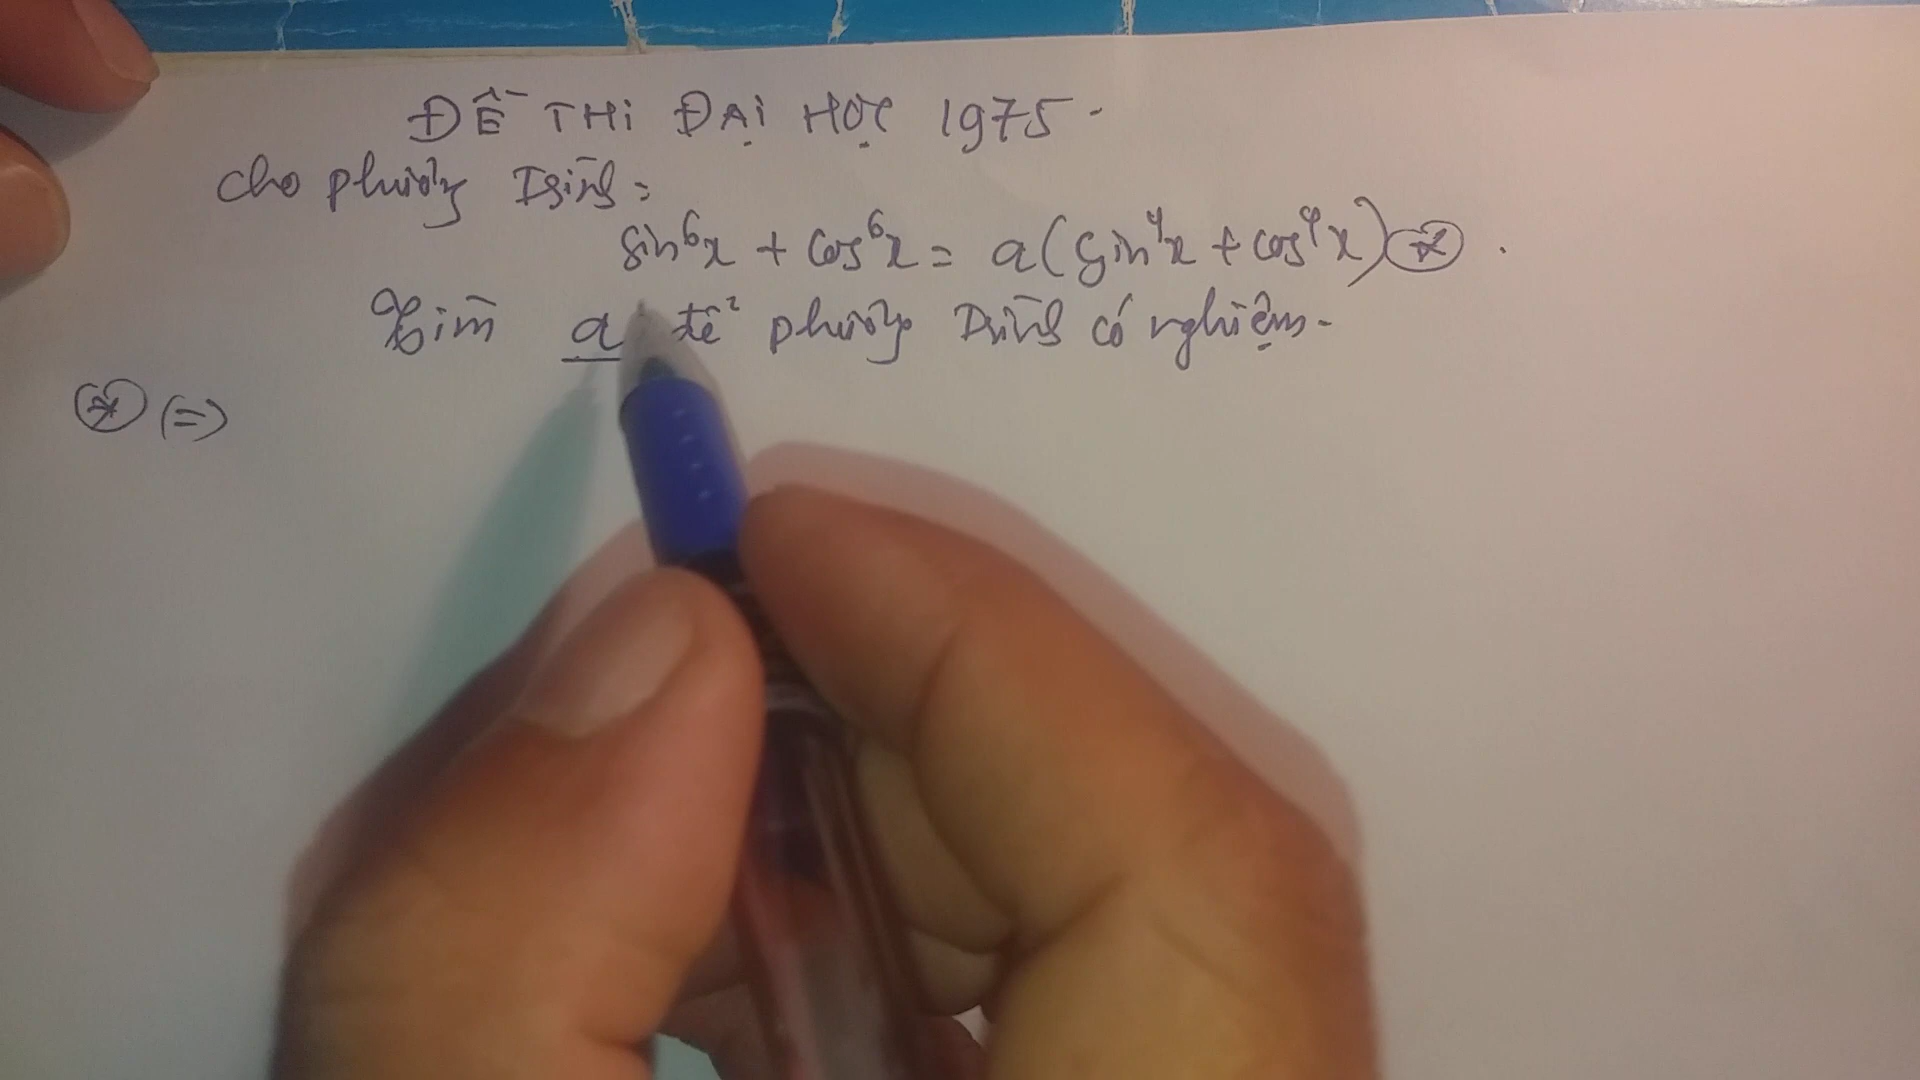 ĐỀ THI ĐẠI HỌC 1975.
Cho phương trình:
sin⁶x + cos⁶x = a(sin⁴x + cos⁴x) (*).
Tìm a để phương trình có nghiệm.
(*) (=)